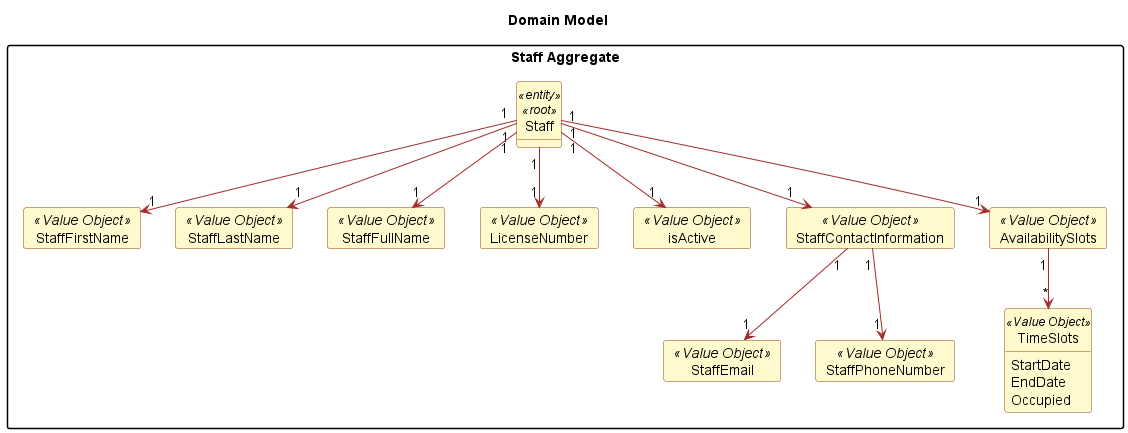 Domain Model
Staff Aggregate
«entity»
«root»
Staff
1
1
1
1
1
1
1
1
1
1
1
1
1
1
«Value Object»
StaffFirstName
«Value Object»
StaffLastName
«Value Object»
StaffFullName
«Value Object»
LicenseNumber
«Value Object»
isActive
«Value Object»
StaffContactInformation
«Value Object»
AvailabilitySlots
1
1
1
1
1
*
«Value Object»
StaffEmail
«Value Object»
StaffPhoneNumber
«Value Object»
TimeSlots
StartDate
EndDate
Occupied